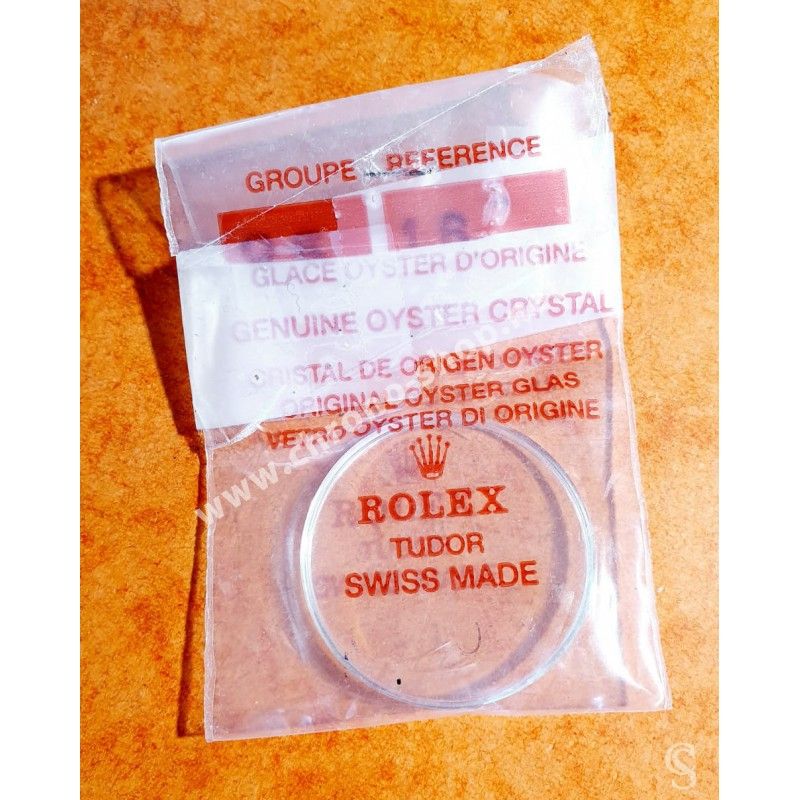 GROUPE REFERENCE
16
GLACE OYSTER D'ORIGINE
GENUINE OYSTER CRYSTAL
CRISTAL DE ORIGEN OYSTER
ORIGINAL OYSTER GLAS
VETRO OYSTER DI ORIGINE
ROLEX
TUDOR
SWISS MADE